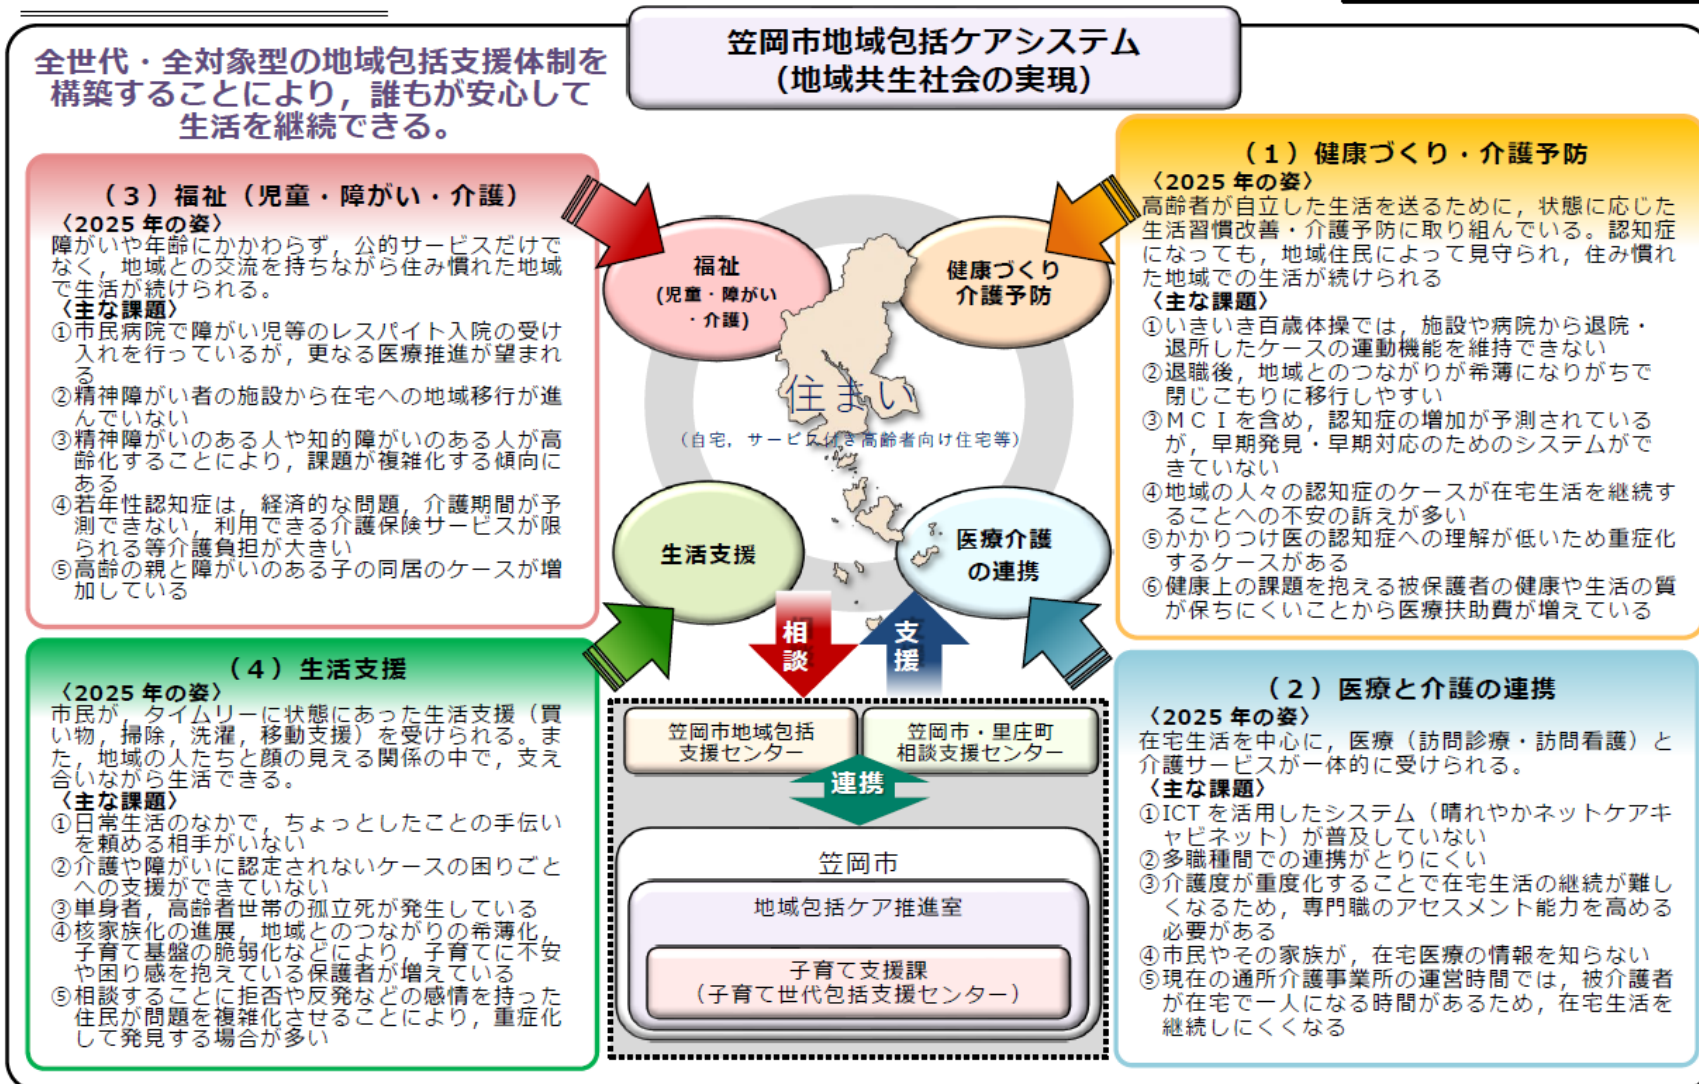 笠岡市地域包括ケアシステム
(地域共生社会の実現)
全世代・全対象型の地域包括支援体制を
構築することにより，誰もが安心して
生活を継続できる。
(１)健康づくり・介護予防
〈2025 年の姿〉
高齢者が自立した生活を送るために，状態に応じた
生活習慣改善・介護予防に取り組んでいる。認知症
になっても，地域住民によって見守られ，住み慣れ
た地域での生活が続けられる
〈主な課題〉
①いきいき百歳体操では，施設や病院から退院・
退所したケースの運動機能を維持できない
②退職後，地域とのつながりが希薄になりがちで
閉じこもりに移行しやすい
③ＭＣＩを含め，認知症の増加が予測されている
が，早期発見・早期対応のためのシステムがで
きていない
④地域の人々の認知症のケースが在宅生活を継続す
ることへの不安の訴えが多い
⑤かかりつけ医の認知症への理解が低いため重症化
するケースがある
⑥健康上の課題を抱える被保護者の健康や生活の質
が保ちにくいことから医療扶助費が増えている
(３)福祉(児童・障がい・介護)
〈2025 年の姿〉
障がいや年齢にかかわらず，公的サービスだけで
なく，地域との交流を持ちながら住み慣れた地域
で生活が続けられる。
〈主な課題〉
①市民病院で障がい児等のレスパイト入院の受け
入れを行っているが，更なる医療推進が望まれ
る
②精神障がい者の施設から在宅への地域移行が進
んでいない
③精神障がいのある人や知的障がいのある人が高
齢化することにより，課題が複雑化する傾向に
ある
④若年性認知症は，経済的な問題，介護期間が予
測できない，利用できる介護保険サービスが限
られる等介護負担が大きい
⑤高齢の親と障がいのある子の同居のケースが増
加している
福祉
(児童・障がい
・介護)
健康づくり
介護予防
住まい
(自宅，サービス付き高齢者向け住宅等)
生活支援
医療介護
の連携
相談
支援
(４)生活支援
〈2025 年の姿〉
市民が，タイムリーに状態にあった生活支援（買
い物，掃除，洗濯，移動支援）を受けられる。ま
た，地域の人たちと顔の見える関係の中で，支え
合いながら生活できる。
〈主な課題〉
①日常生活のなかで，ちょっとしたことの手伝い
を頼める相手がいない
②介護や障がいに認定されないケースの困りごと
への支援ができていない
③単身者，高齢者世帯の孤立死が発生している
④核家族化の進展，地域とのつながりの希薄化，
子育て基盤の脆弱化などにより，子育てに不安
や困り感を抱えている保護者が増えている
⑤相談することに拒否や反発などの感情を持った
住民が問題を複雑化させることにより，重症化
して発見する場合が多い
笠岡市地域包括
支援センター
笠岡市・里庄町
相談支援センター
連携
笠岡市
地域包括ケア推進室
子育て支援課
(子育て世代包括支援センター)
(２)医療と介護の連携
〈2025 年の姿〉
在宅生活を中心に，医療（訪問診療・訪問看護）と
介護サービスが一体的に受けられる。
〈主な課題〉
①ICT を活用したシステム（晴れやかネットケアキ
ャビネット）が普及していない
②多職種間での連携がとりにくい
③介護度が重度化することで在宅生活の継続が難し
くなるため，専門職のアセスメント能力を高める
必要がある
④市民やその家族が，在宅医療の情報を知らない
⑤現在の通所介護事業所の運営時間では，被介護者
が在宅で一人になる時間があるため，在宅生活を
継続しにくくなる